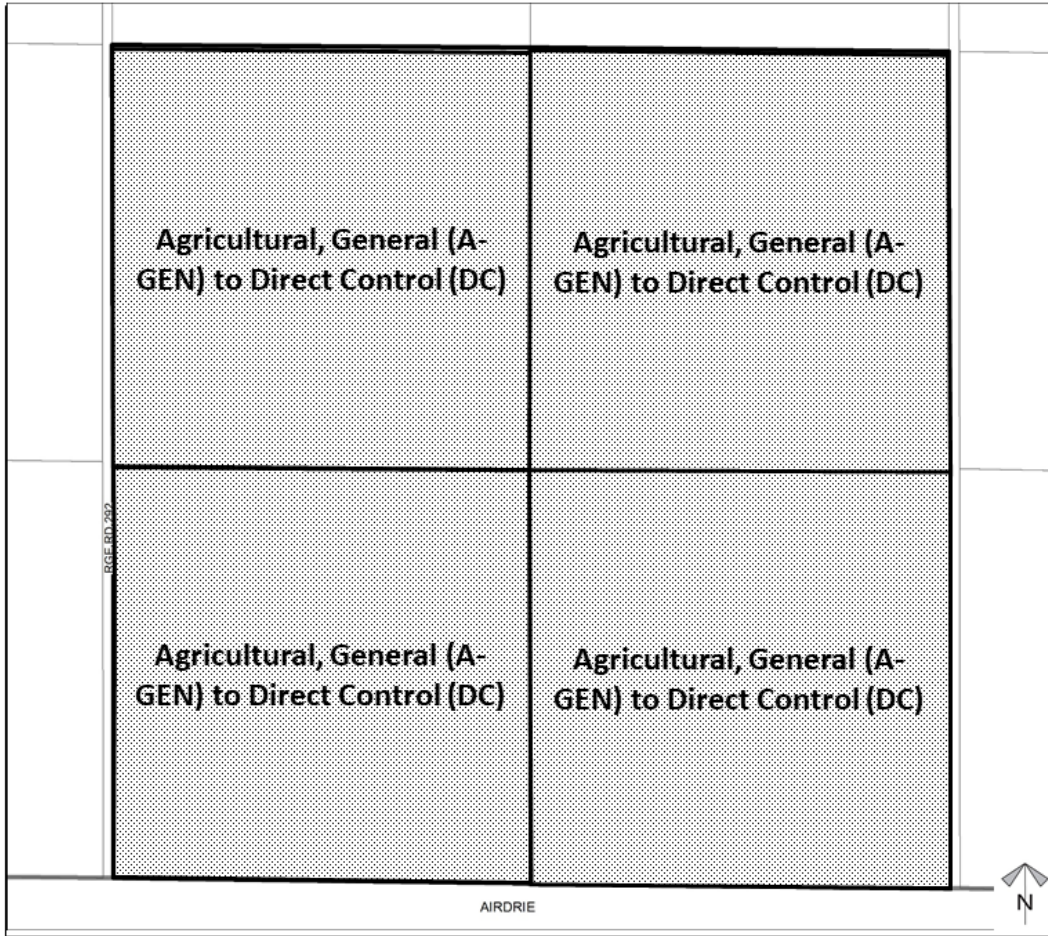 Agricultural, General (A-
GEN) to Direct Control (DC)
Agricultural, General (A-
GEN) to Direct Control (DC)
RGE RD 292
Agricultural, General (A-
GEN) to Direct Control (DC)
Agricultural, General (A-
GEN) to Direct Control (DC)
AIRDRIE
N